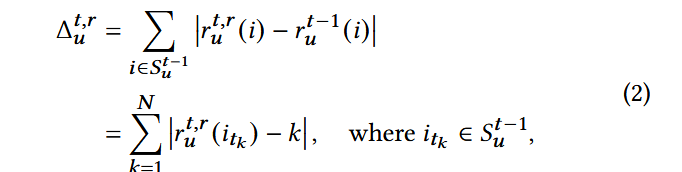 Δ_u^{t,r} = ∑_{i∈S_u^{t−1}} |r_u^{t,r}(i) − r_u^{t−1}(i)|
(2)
= ∑_{k=1}^{N} |r_u^{t,r}(i_{t_k}) − k|, where i_{t_k} ∈ S_u^{t−1},